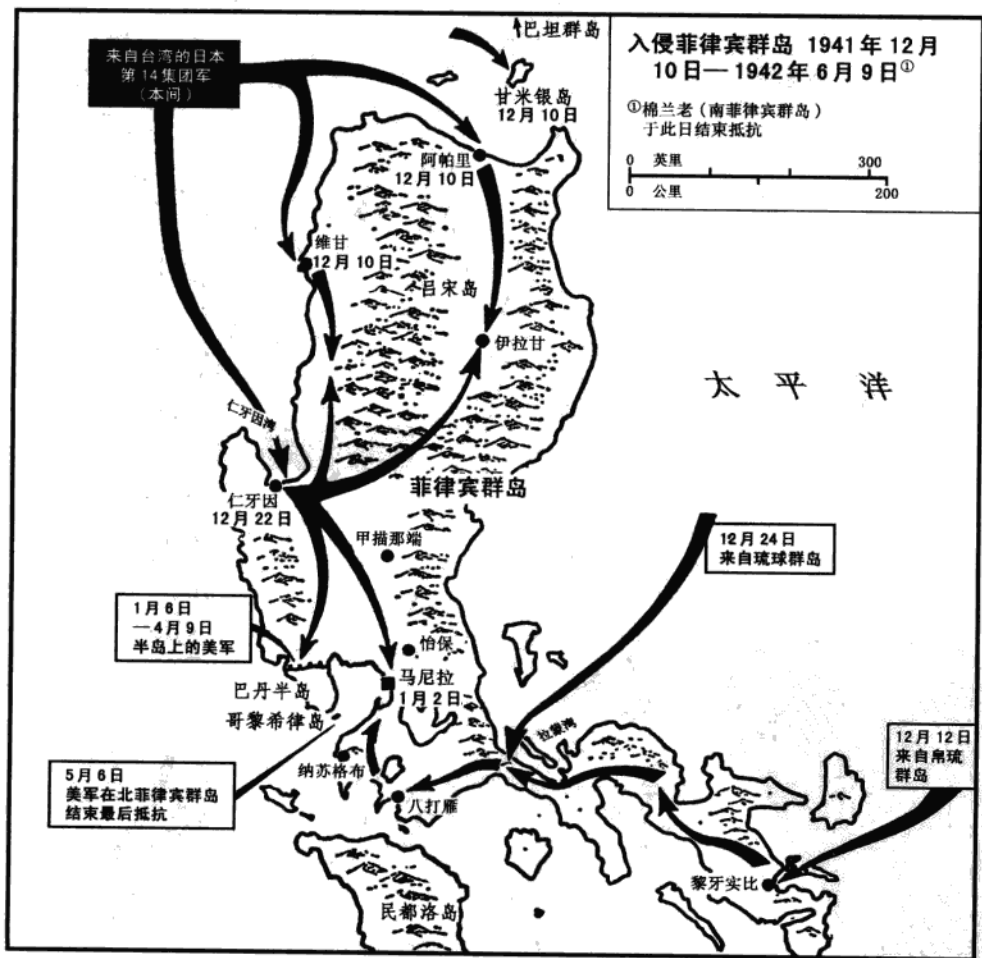 巴坦群岛
入侵菲律宾群岛 1941年12月
10日—1942年6月9日①
①棉兰老（南菲律宾群岛）
于此日结束抵抗
0 英里 300
0 公里 200
来自台湾的日本
第14集团军
（本间）
甘米银岛
12月10日
阿帕里
12月10日
维甘
12月10日
吕宋岛
伊拉甘
太平洋
仁牙因湾
仁牙因
12月22日
菲律宾群岛
甲描那端
12月24日
来自琉球群岛
1月6日
—4月9日
半岛上的美军
怡保
马尼拉
1月2日
巴丹半岛
哥黎希律岛
拉蒙湾
12月12日
来自帛琉
群岛
5月6日
美军在北菲律宾群岛
结束最后抵抗
纳苏格布
八打雁
黎牙实比
民都洛岛